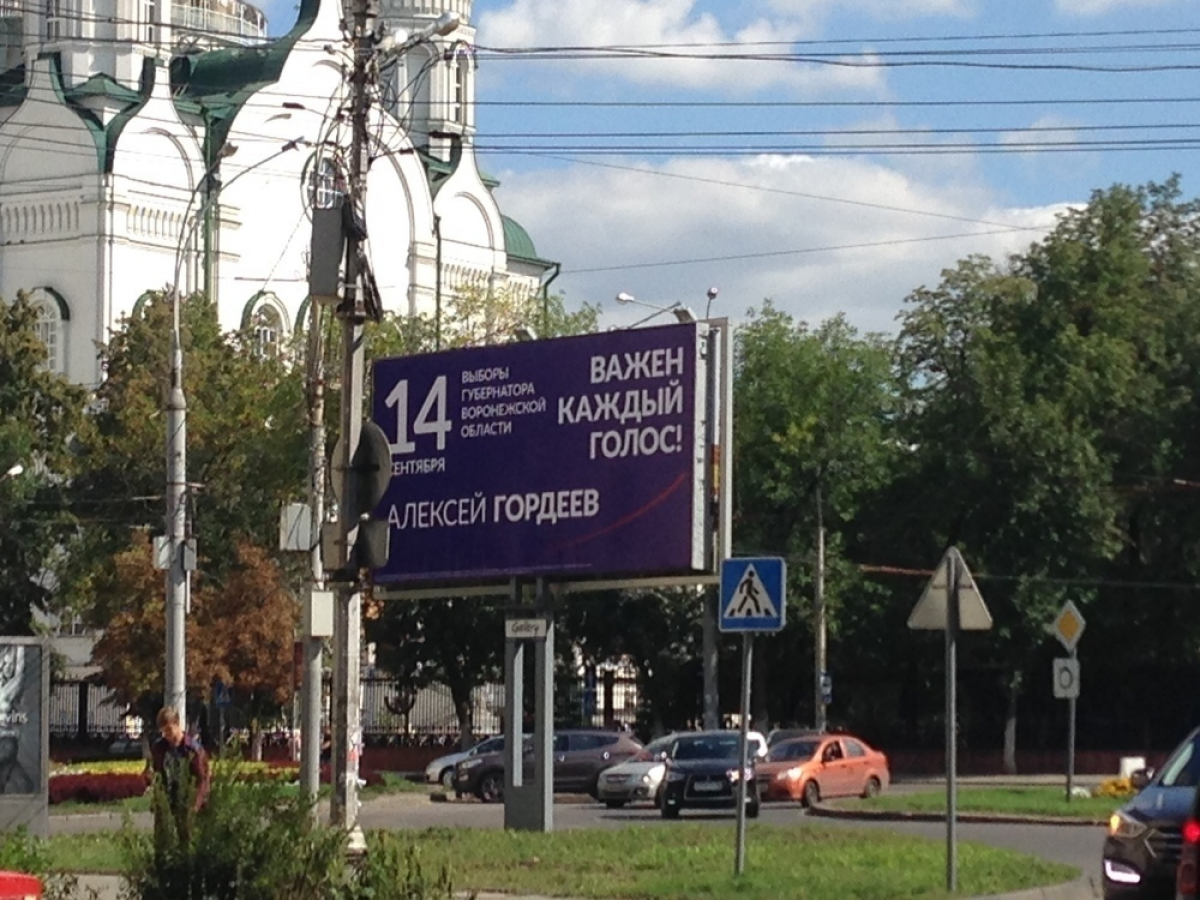 14
СЕНТЯБРЯ
ВЫБОРЫ
ГУБЕРНАТОРА
ВОРОНЕЖСКОЙ
ОБЛАСТИ
ВАЖЕН
КАЖДЫЙ
ГОЛОС!
АЛЕКСЕЙ ГОРДЕЕВ
Gallery